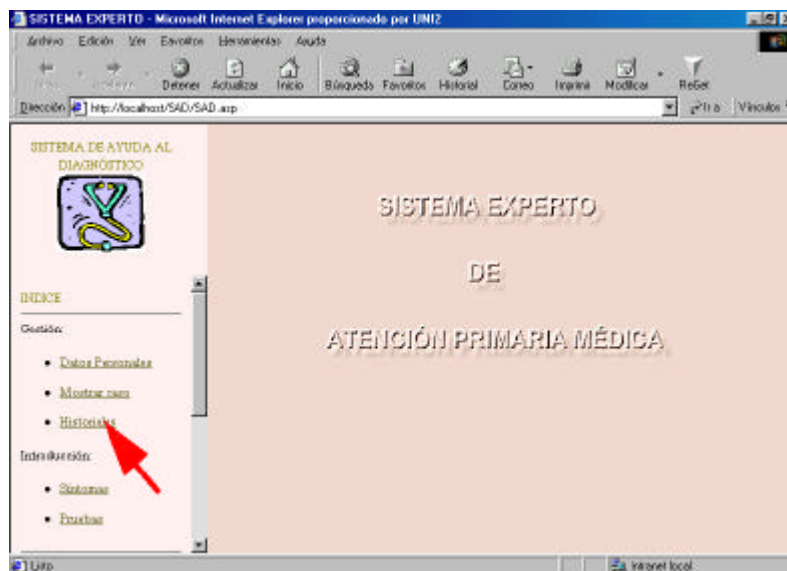 SISTEMA EXPERTO - Microsoft Internet Explorer proporcionado por UNI2
Archivo Edición Ver Favoritos Herramientas Ayuda
Detener Actualizar Inicio Búsqueda Favoritos Historial Correo Imprimir Modificar ReGet
Dirección http://localhost/SAD/SAD.asp Ir a Vínculos
SISTEMA DE AYUDA AL
DIAGNÓSTICO
SISTEMA EXPERTO
DE
ATENCIÓN PRIMARIA MÉDICA
INDICE
Gestión:
Datos Personales
Mostrar caso
Historiales
Introducción:
Síntomas
Pruebas
Listo Intranet local